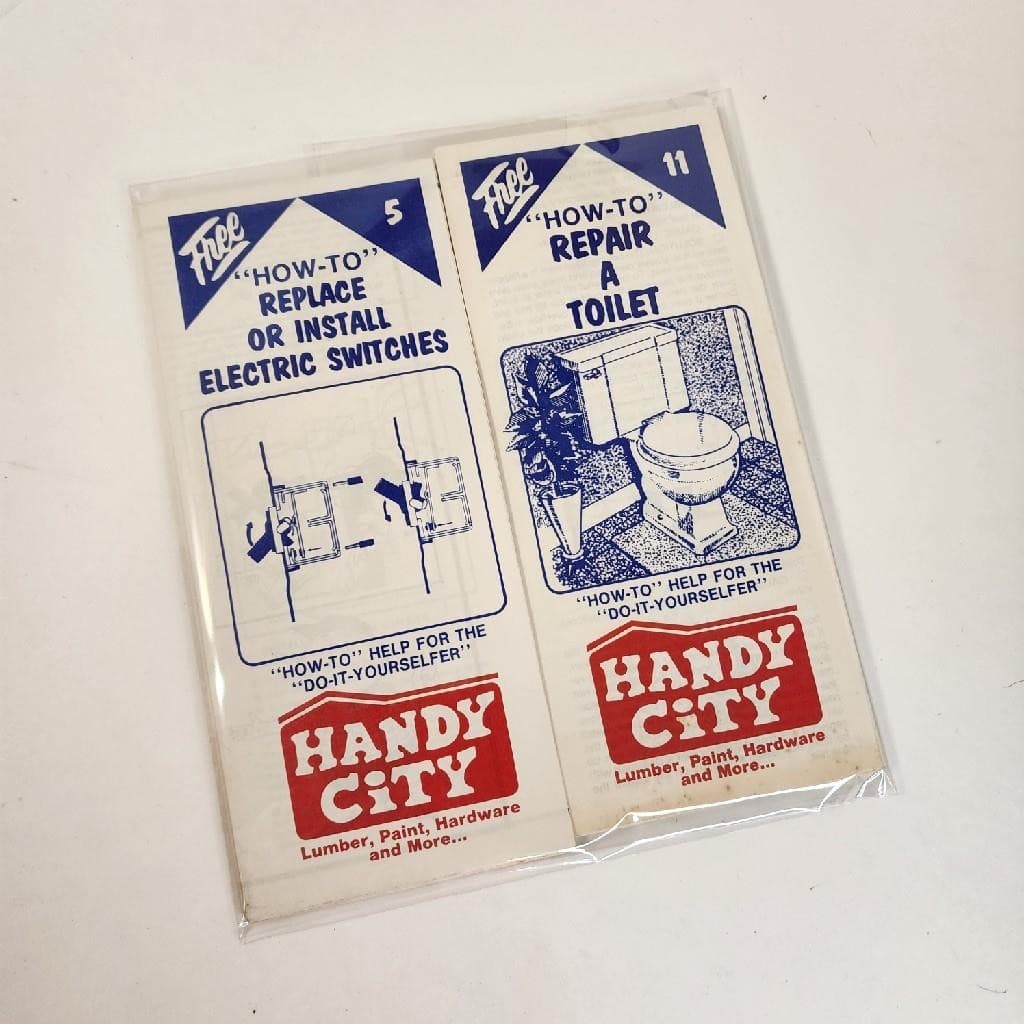 Free
5
"HOW-TO"
REPLACE
OR INSTALL
ELECTRIC SWITCHES
"HOW-TO" HELP FOR THE
"DO-IT-YOURSELFER"
HANDY
CiTY
Lumber, Paint, Hardware
and More...
Free
11
"HOW-TO"
REPAIR
A
TOILET
"HOW-TO" HELP FOR THE
"DO-IT-YOURSELFER"
HANDY
CiTY
Lumber, Paint, Hardware
and More...